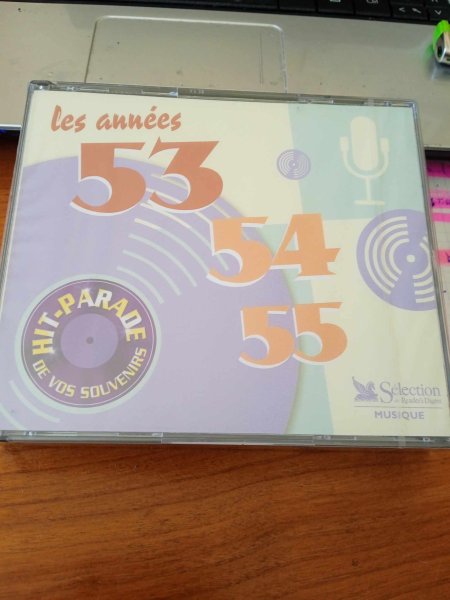 les années
53
54
55
HIT-PARADE
DE VOS SOUVENIRS
Sélection
du Reader's Digest
MUSIQUE